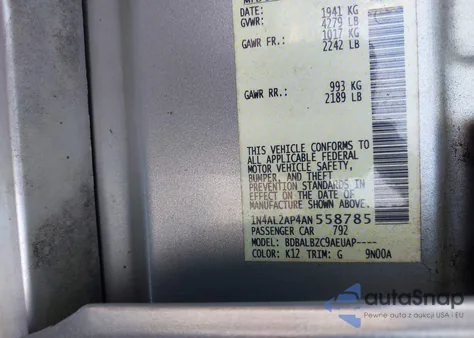 DATE:
GVWR:
GAWR FR.:
GAWR RR.:
1941 KG
4279 LB
1017 KG
2242 LB
993 KG
2189 LB
THIS VEHICLE CONFORMS TO
ALL APPLICABLE FEDERAL
MOTOR VEHICLE SAFETY,
BUMPER, AND THEFT
PREVENTION STANDARDS IN
EFFECT ON THE DATE OF
MANUFACTURE SHOWN ABOVE.
1N4AL2AP4AN558785
PASSENGER CAR 792
MODEL: BDBALBZC9AEUAP----
COLOR: K12 TRIM: G 9N00A
autoSnap
Pewne auta z aukcji USA i EU